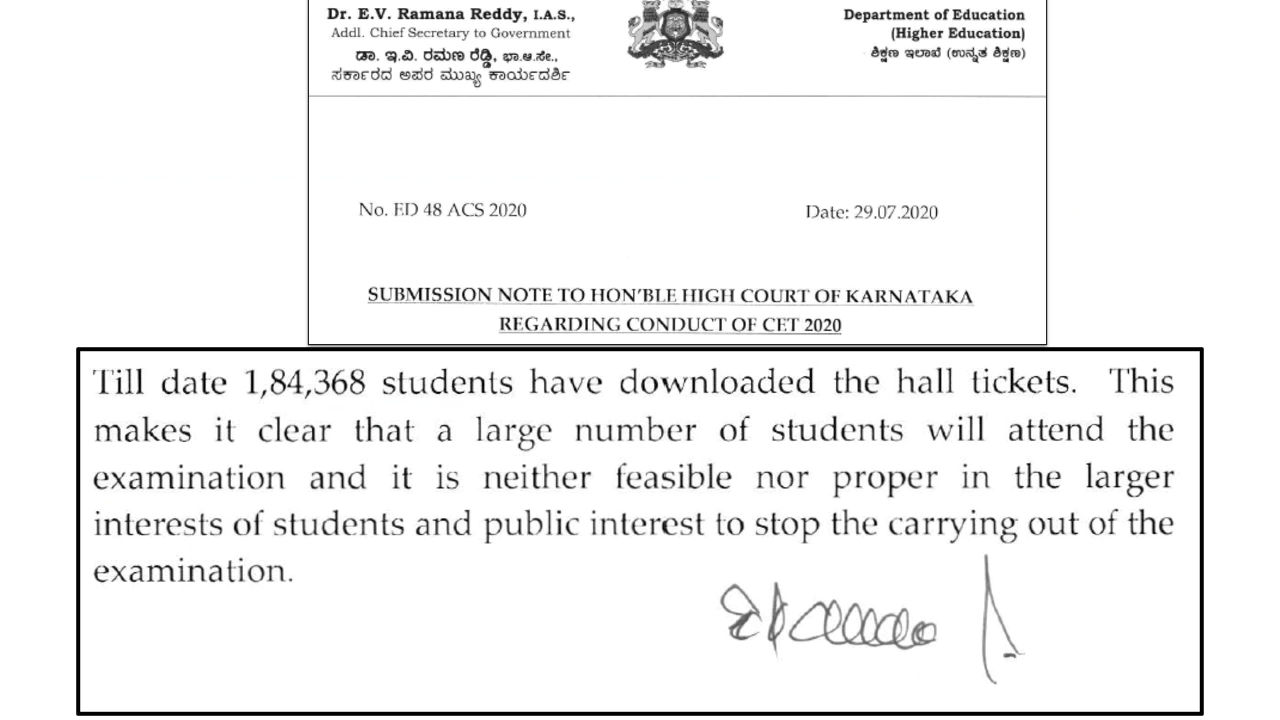 Dr. E.V. Ramana Reddy, I.A.S.,
Addl. Chief Secretary to Government
ಡಾ. ಇ.ವಿ. ರಮಣ ರೆಡ್ಡಿ, ಭಾ.ಆ.ಸೇ.,
ಸರ್ಕಾರದ ಅಪರ ಮುಖ್ಯ ಕಾರ್ಯದರ್ಶಿ
Department of Education
(Higher Education)
ಶಿಕ್ಷಣ ಇಲಾಖೆ (ಉನ್ನತ ಶಿಕ್ಷಣ)
No. ED 48 ACS 2020
Date: 29.07.2020
SUBMISSION NOTE TO HON'BLE HIGH COURT OF KARNATAKA
REGARDING CONDUCT OF CET 2020
Till date 1,84,368 students have downloaded the hall tickets. This
makes it clear that a large number of students will attend the
examination and it is neither feasible nor proper in the larger
interests of students and public interest to stop the carrying out of the
examination.